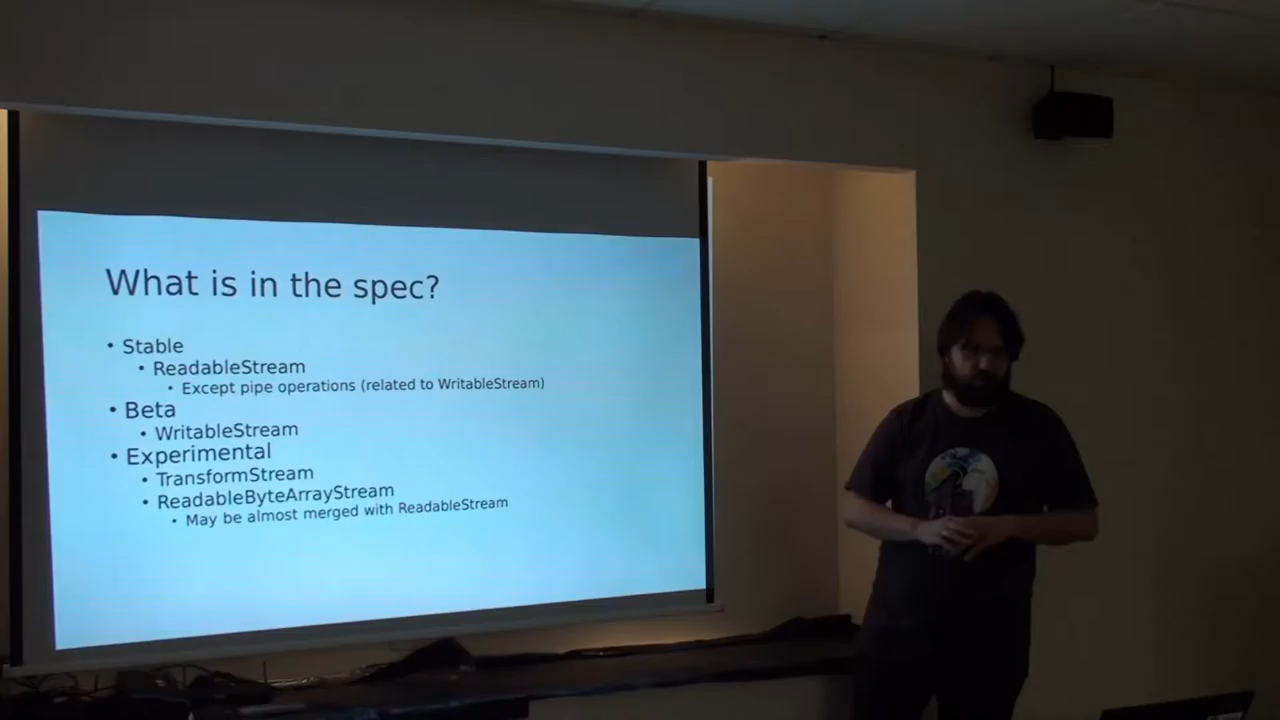 What is in the spec?
• Stable
• ReadableStream
• Except pipe operations (related to WritableStream)
• Beta
• WritableStream
• Experimental
• TransformStream
• ReadableByteArrayStream
• May be almost merged with ReadableStream